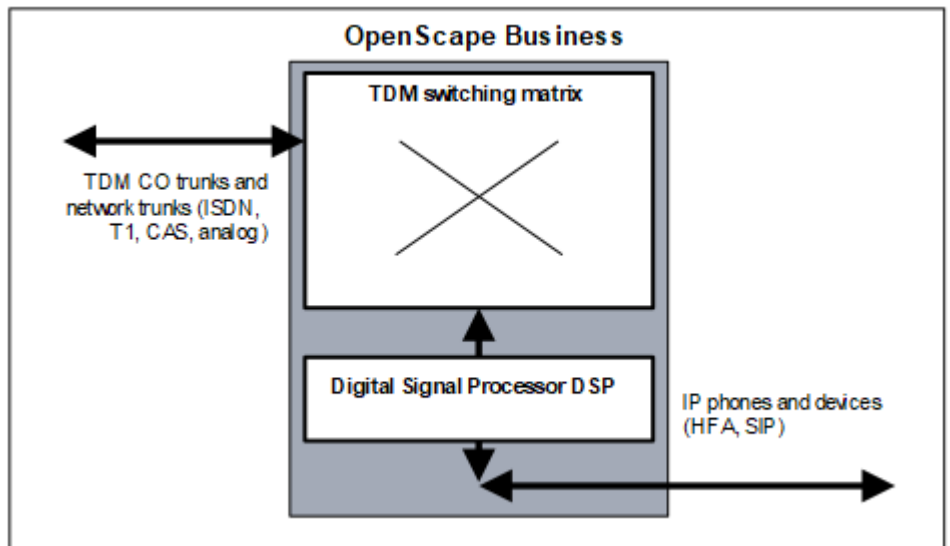 OpenScape Business
TDM switching matrix
TDM CO trunks and
network trunks (ISDN,
T1, CAS, analog)
Digital Signal Processor DSP
IP phones and devices
(HFA, SIP)